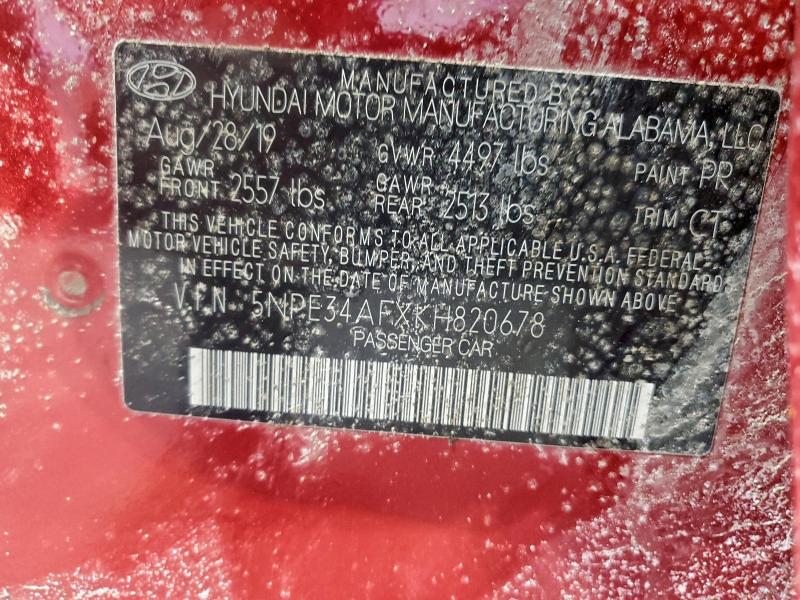 MANUFACTURED BY
HYUNDAI MOTOR MANUFACTURING ALABAMA, LLC
Aug/28/19 GVWR 4497 lbs PAINT PR
GAWR FRONT 2557 lbs GAWR REAR 2513 lbs TRIM CT
THIS VEHICLE CONFORMS TO ALL APPLICABLE U.S.A. FEDERAL
MOTOR VEHICLE SAFETY, BUMPER, AND THEFT PREVENTION STANDARDS
IN EFFECT ON THE DATE OF MANUFACTURE SHOWN ABOVE.
V.I.N 5NPE34AFXKH820678
PASSENGER CAR